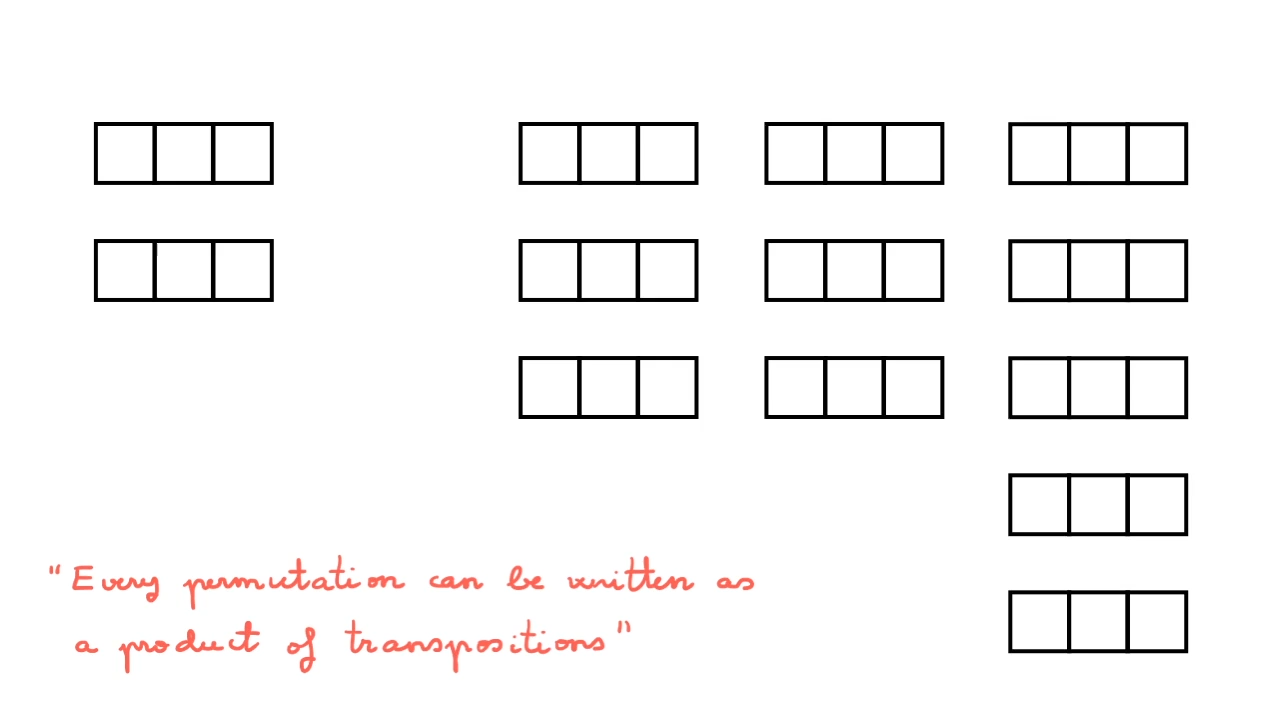 "Every permutation can be written as
a product of transpositions"